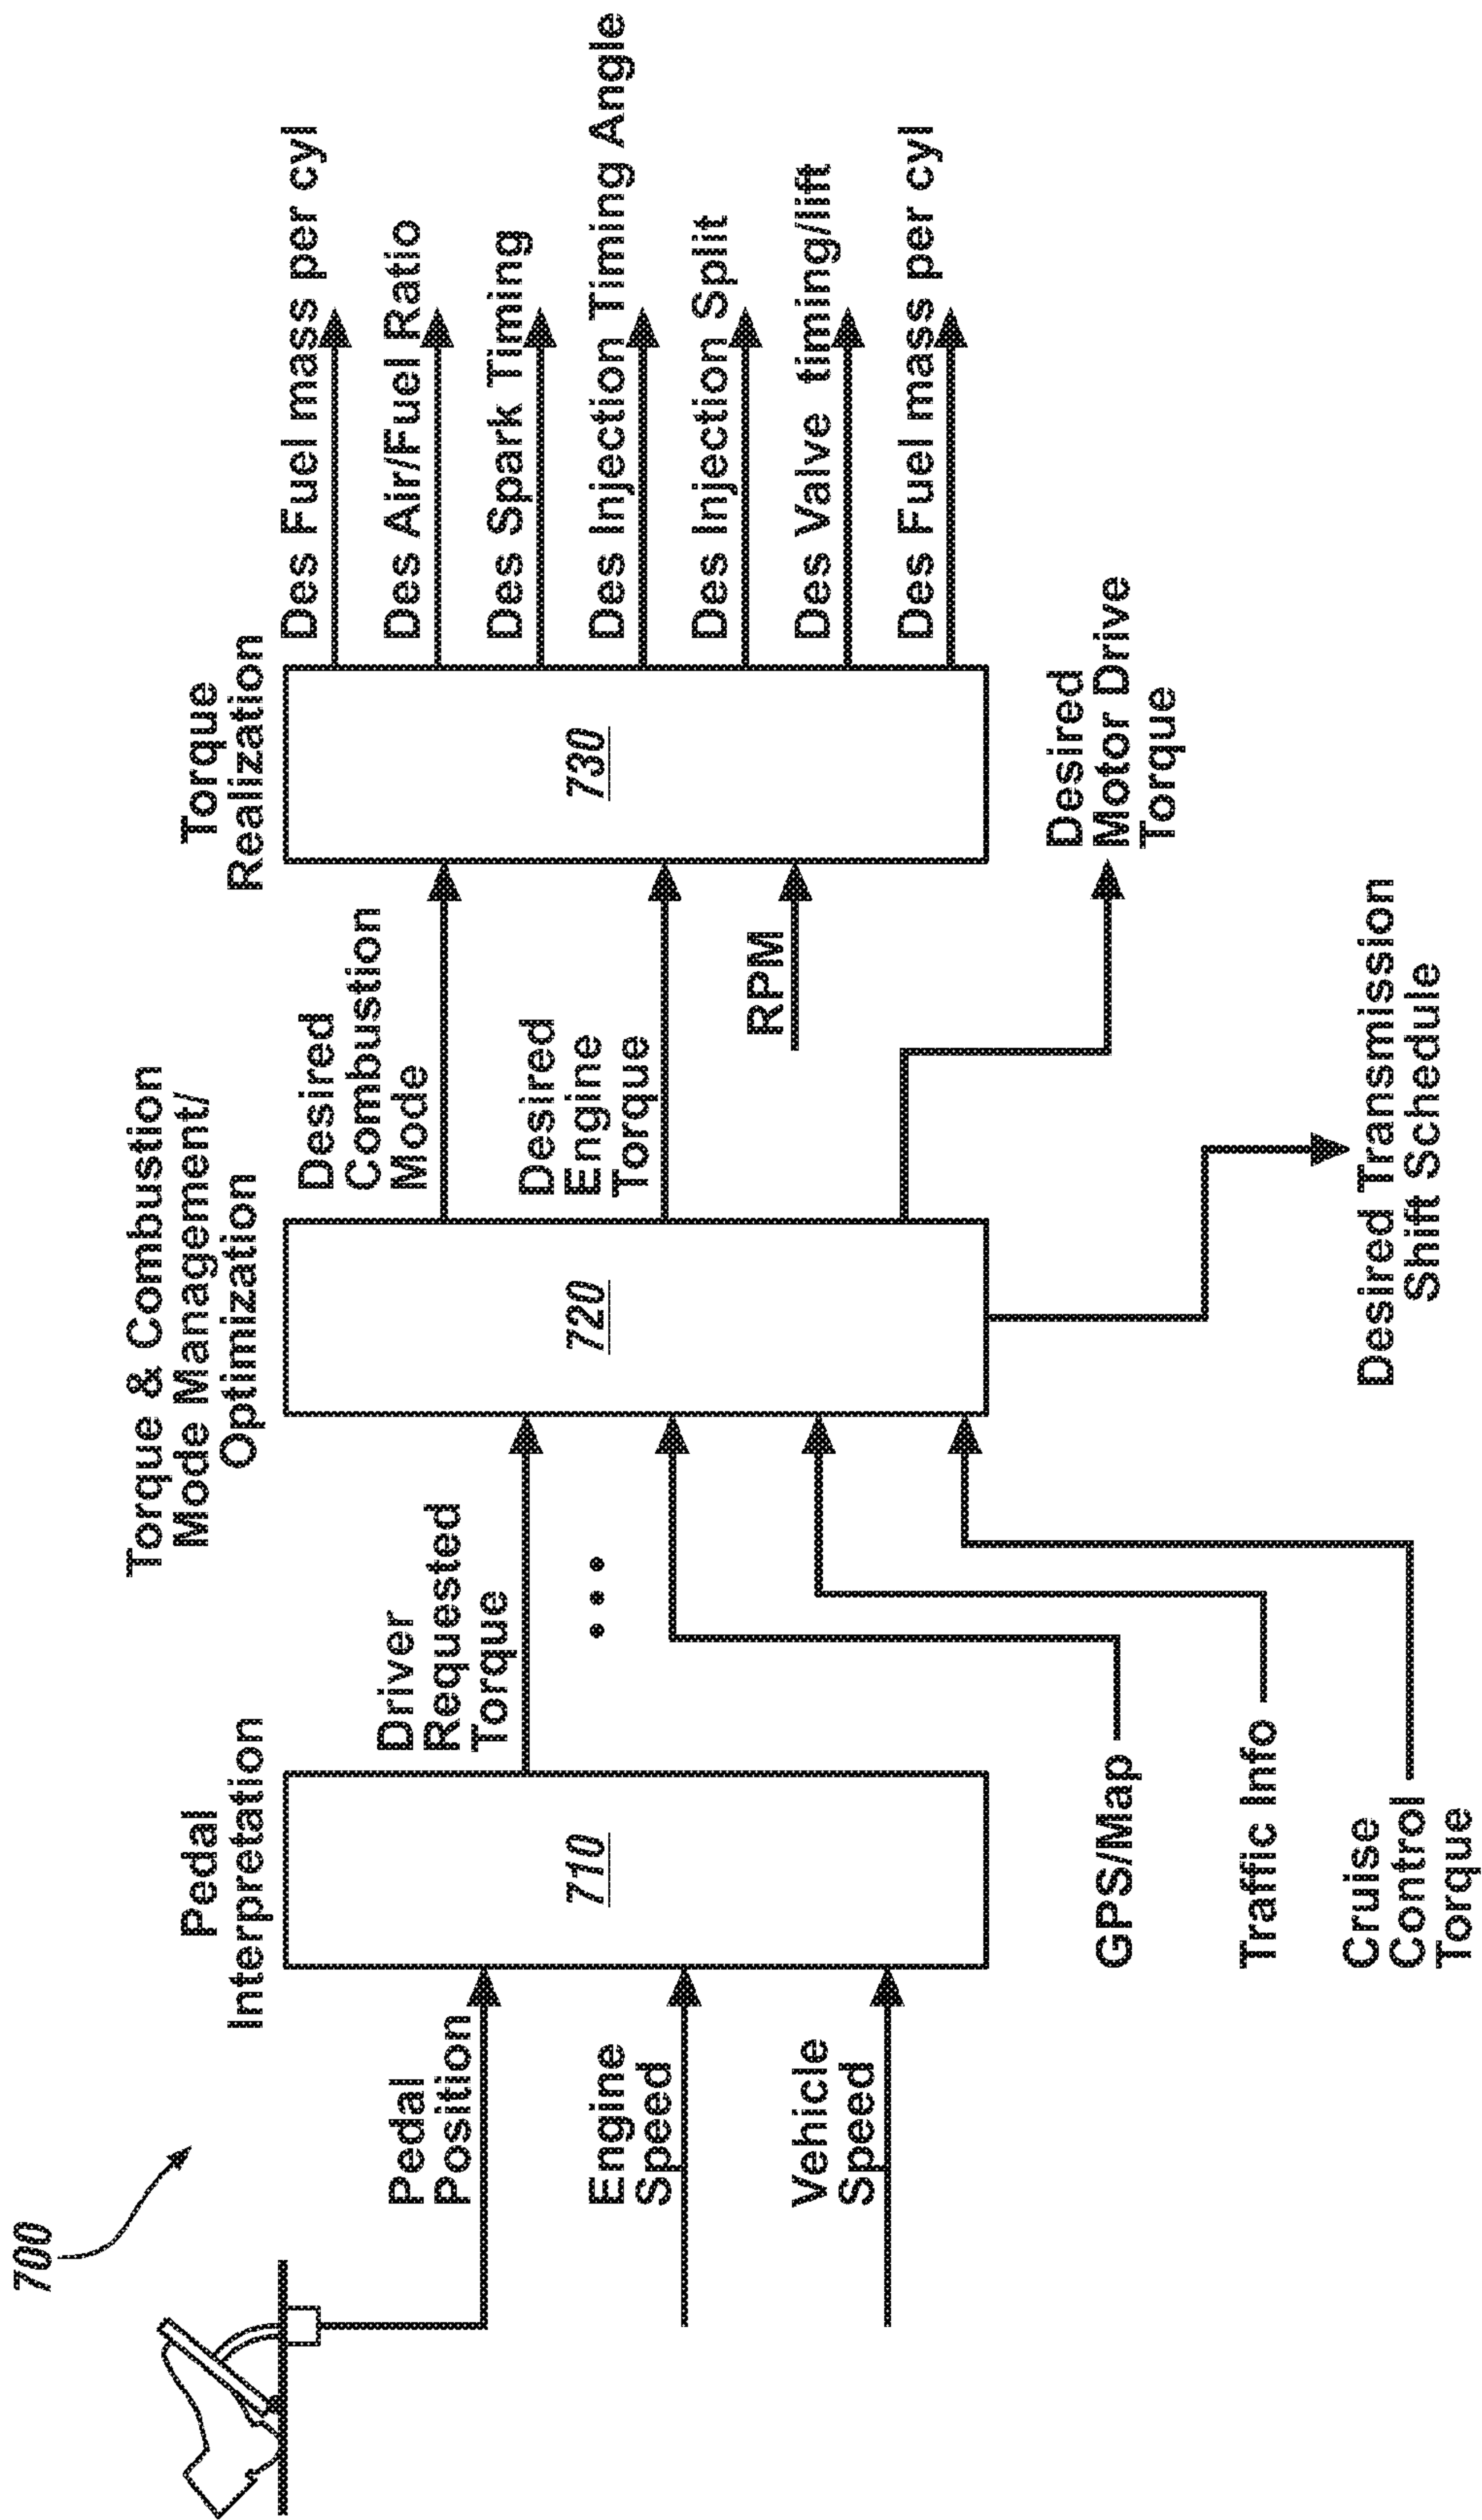 700
Pedal
Interpretation
Torque & Combustion
Mode Management/
Optimization
Torque
Realization
Pedal
Position
Engine
Speed
Vehicle
Speed
710
Driver
Requested
Torque
GPS/Map
Traffic Info
Cruise
Control
Torque
720
Desired
Combustion
Mode
Desired
Engine
Torque
RPM
Desired
Motor Drive
Torque
Desired Transmission
Shift Schedule
730
Des Fuel mass per cyl
Des Air/Fuel Ratio
Des Spark Timing
Des Injection Timing Angle
Des Injection Split
Des Valve timing/lift
Des Fuel mass per cyl